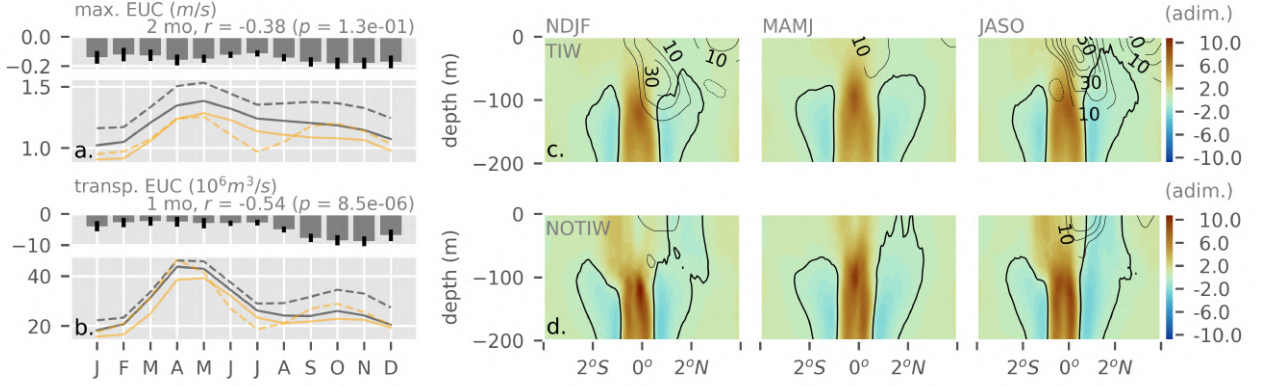 max. EUC (m/s)
2 mo, r = -0.38 (p = 1.3e-01)
0.0
−0.2
1.5
1.0
a.
transp. EUC (10⁶m³/s)
1 mo, r = -0.54 (p = 8.5e-06)
0
−10
40
20
b.
J F M A M J J A S O N D
NDJF MAMJ JASO (adim.)
TIW
0
−100
−200
depth (m)
10
30
10
10
50
10
30
10
c.
10.0
6.0
2.0
-2.0
-6.0
-10.0
(adim.)
0
−100
−200
depth (m)
NOTIW
10
d.
10.0
6.0
2.0
-2.0
-6.0
-10.0
2°S 0° 2°N 2°S 0° 2°N 2°S 0° 2°N